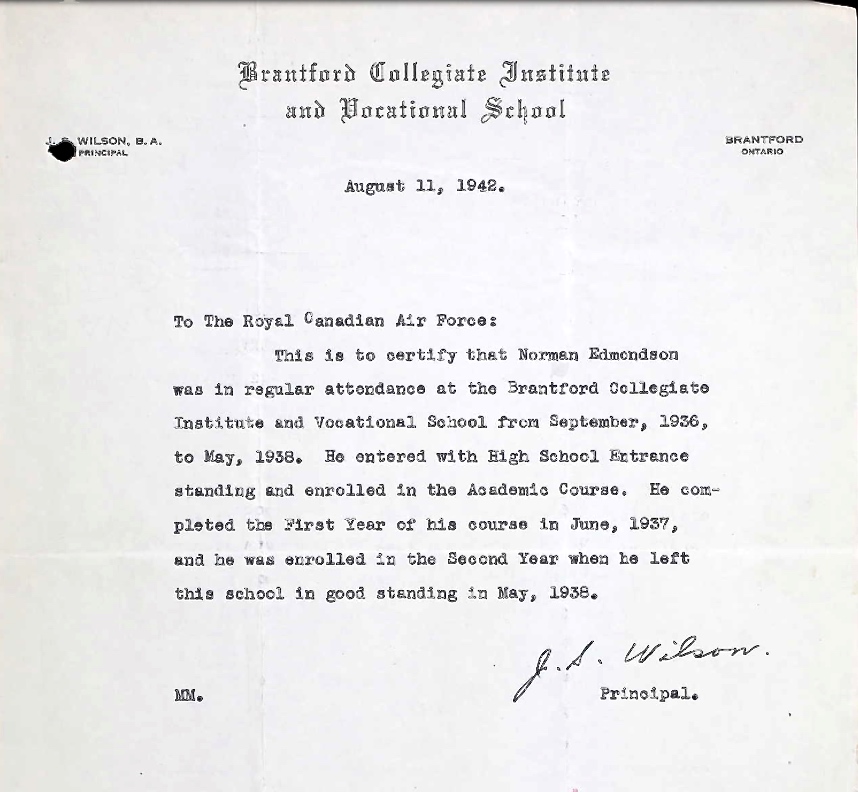 Brantford Collegiate Institute
and Vocational School
J. S. WILSON, B. A.
PRINCIPAL
BRANTFORD
ONTARIO
August 11, 1942.
To The Royal Canadian Air Force:
This is to certify that Norman Edmondson
was in regular attendance at the Brantford Collegiate
Institute and Vocational School from September, 1936,
to May, 1938. He entered with High School Entrance
standing and enrolled in the Academic Course. He com-
pleted the First Year of his course in June, 1937,
and he was enrolled in the Second Year when he left
this school in good standing in May, 1938.
J. S. Wilson.
MM.
Principal.